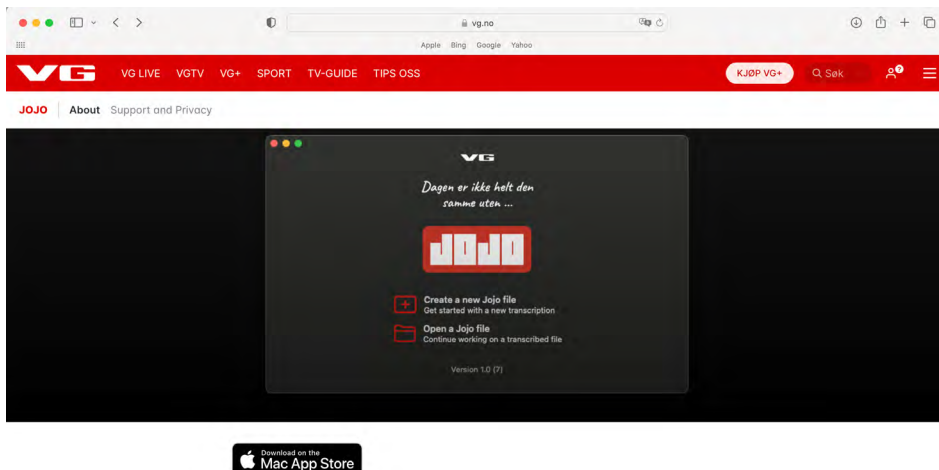 vg.no
Apple Bing Google Yahoo
VG VG LIVE VGTV VG+ SPORT TV-GUIDE TIPS OSS KJØP VG+ Søk
JOJO About Support and Privacy
VG
Dagen er ikke helt den
samme uten ...
JOJO
Create a new Jojo file
Get started with a new transcription
Open a Jojo file
Continue working on a transcribed file
Version 1.0 (7)
Download on the
Mac App Store